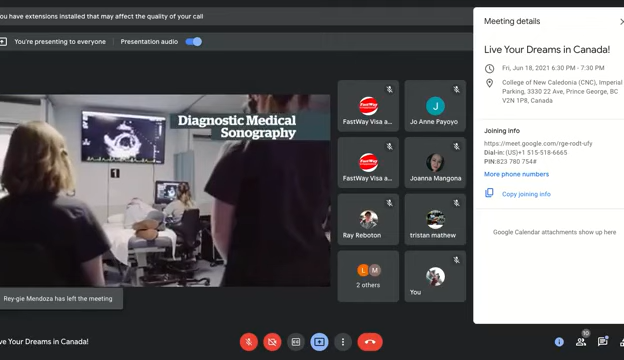 ou have extensions installed that may affect the quality of your call
You're presenting to everyone
Presentation audio
Diagnostic Medical
Sonography
1
FastWay
FastWay Visa a...
J
Jo Anne Payoyo
FastWay
FastWay Visa a...
Joanna Mangona
Ray Reboton
tristan mathew
L
M
2 others
You
Rey-gie Mendoza has left the meeting
ve Your Dreams in Canada!
Meeting details
Live Your Dreams in Canada!
Fri, Jun 18, 2021 6:30 PM - 7:30 PM
College of New Caledonia (CNC), Imperial
Parking, 3330 22 Ave, Prince George, BC
V2N 1P8, Canada
Joining info
https://meet.google.com/rge-rodt-ufy
Dial-in: (US)+1 515-518-6665
PIN:823 780 754#
More phone numbers
Copy joining info
Google Calendar attachments show up here
10